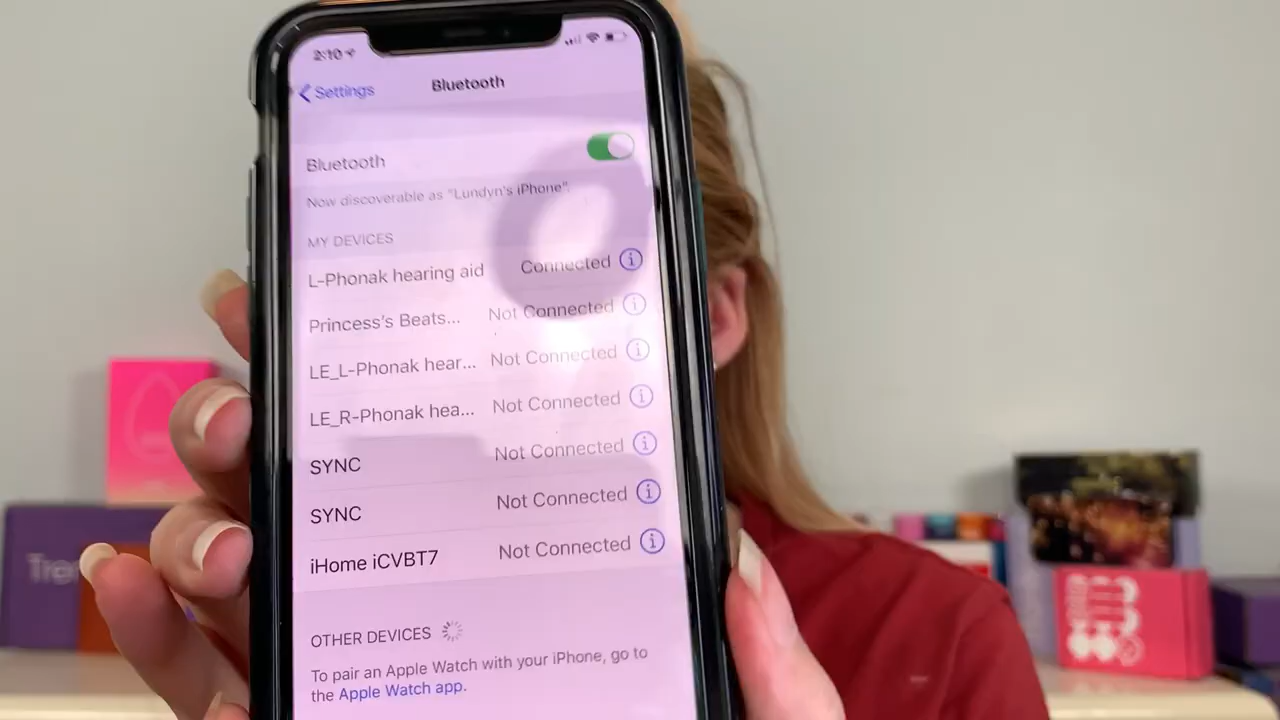 2:10
Settings
Bluetooth
Bluetooth
Now discoverable as "Lundyn's iPhone".
MY DEVICES
L-Phonak hearing aid Connected
Princess's Beats... Not Connected
LE_L-Phonak hear... Not Connected
LE_R-Phonak hea... Not Connected
SYNC Not Connected
SYNC Not Connected
iHome iCVBT7 Not Connected
OTHER DEVICES
To pair an Apple Watch with your iPhone, go to
the Apple Watch app.